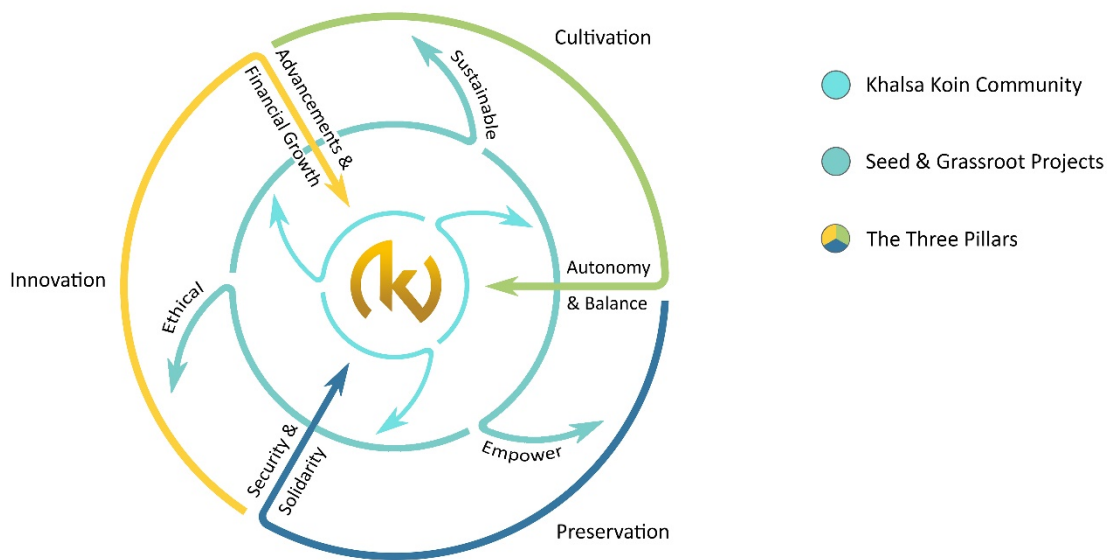 Cultivation
Advancements &
Financial Growth
Sustainable
Khalsa Koin Community
Seed & Grassroot Projects
The Three Pillars
Innovation
Ethical
Autonomy
& Balance
Security &
Solidarity
Empower
Preservation
k